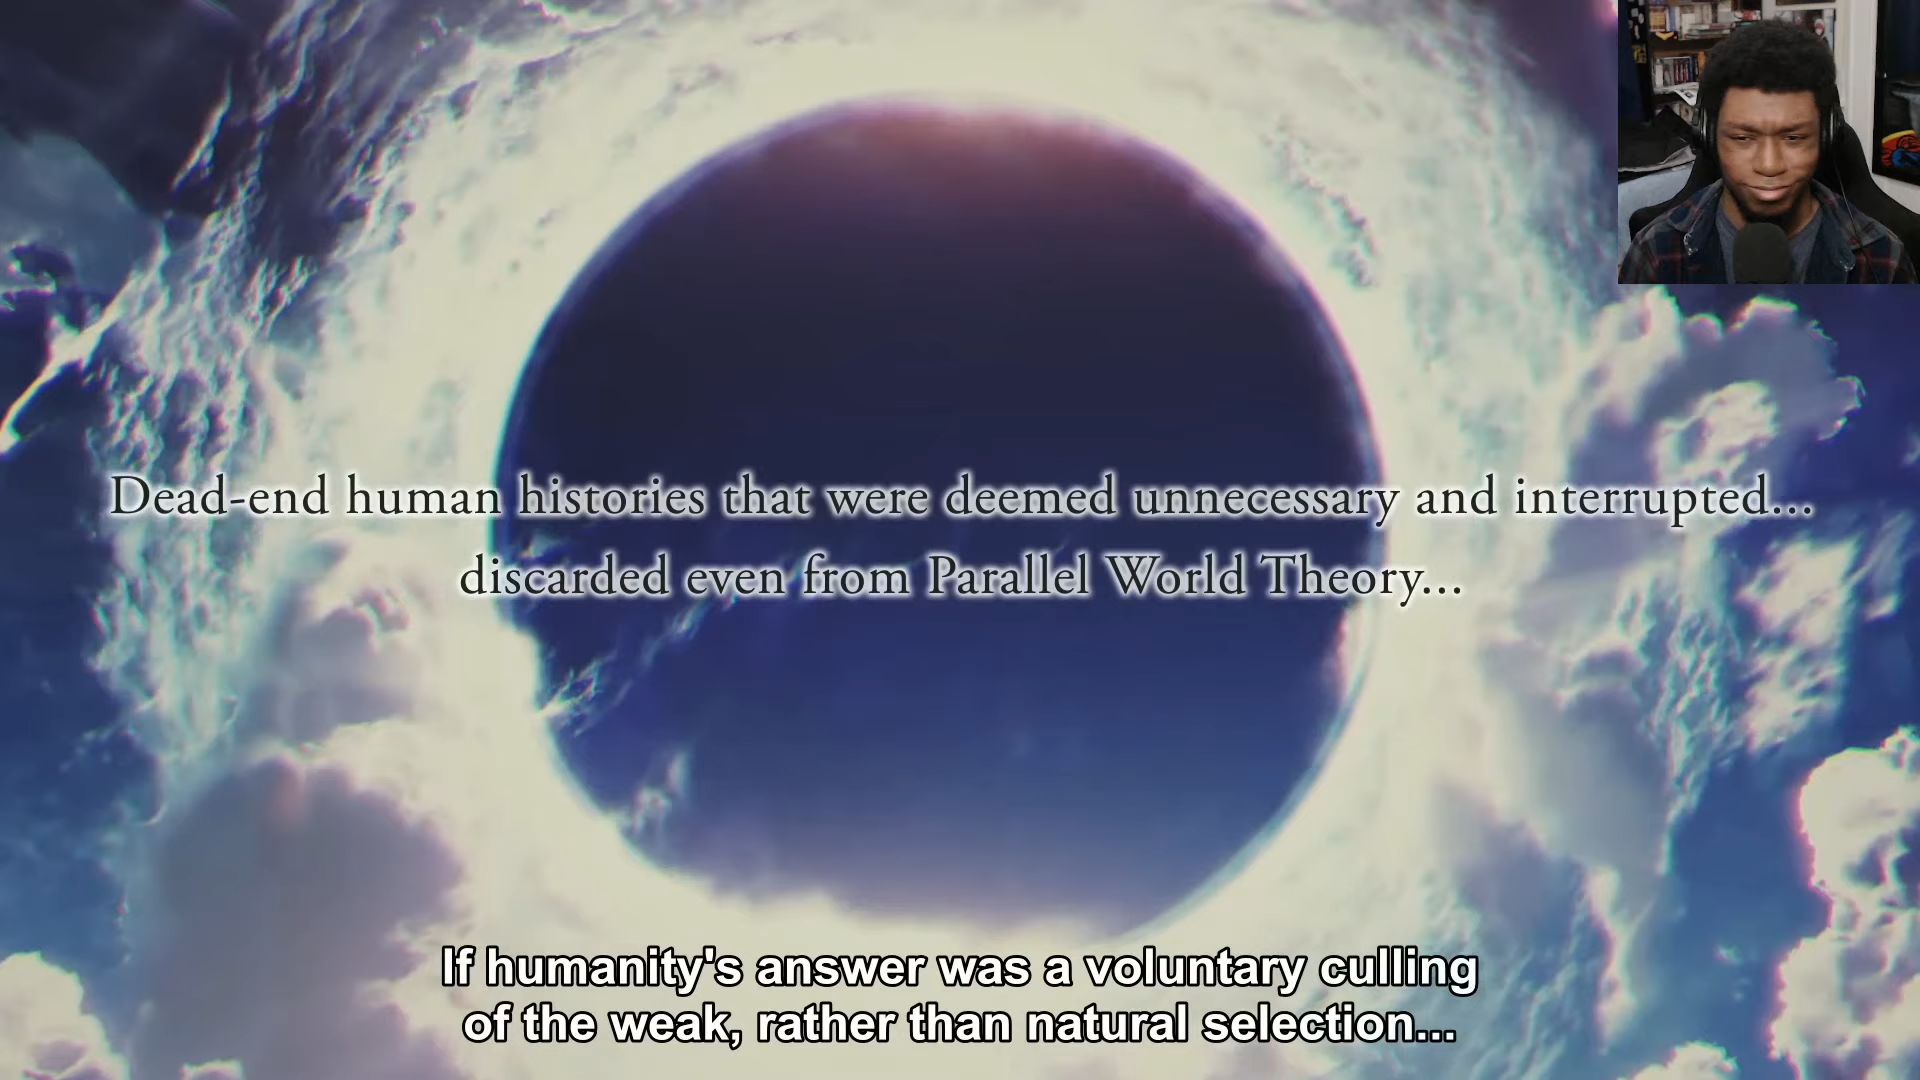 Dead-end human histories that were deemed unnecessary and interrupted...
discarded even from Parallel World Theory...
If humanity's answer was a voluntary culling
of the weak, rather than natural selection...